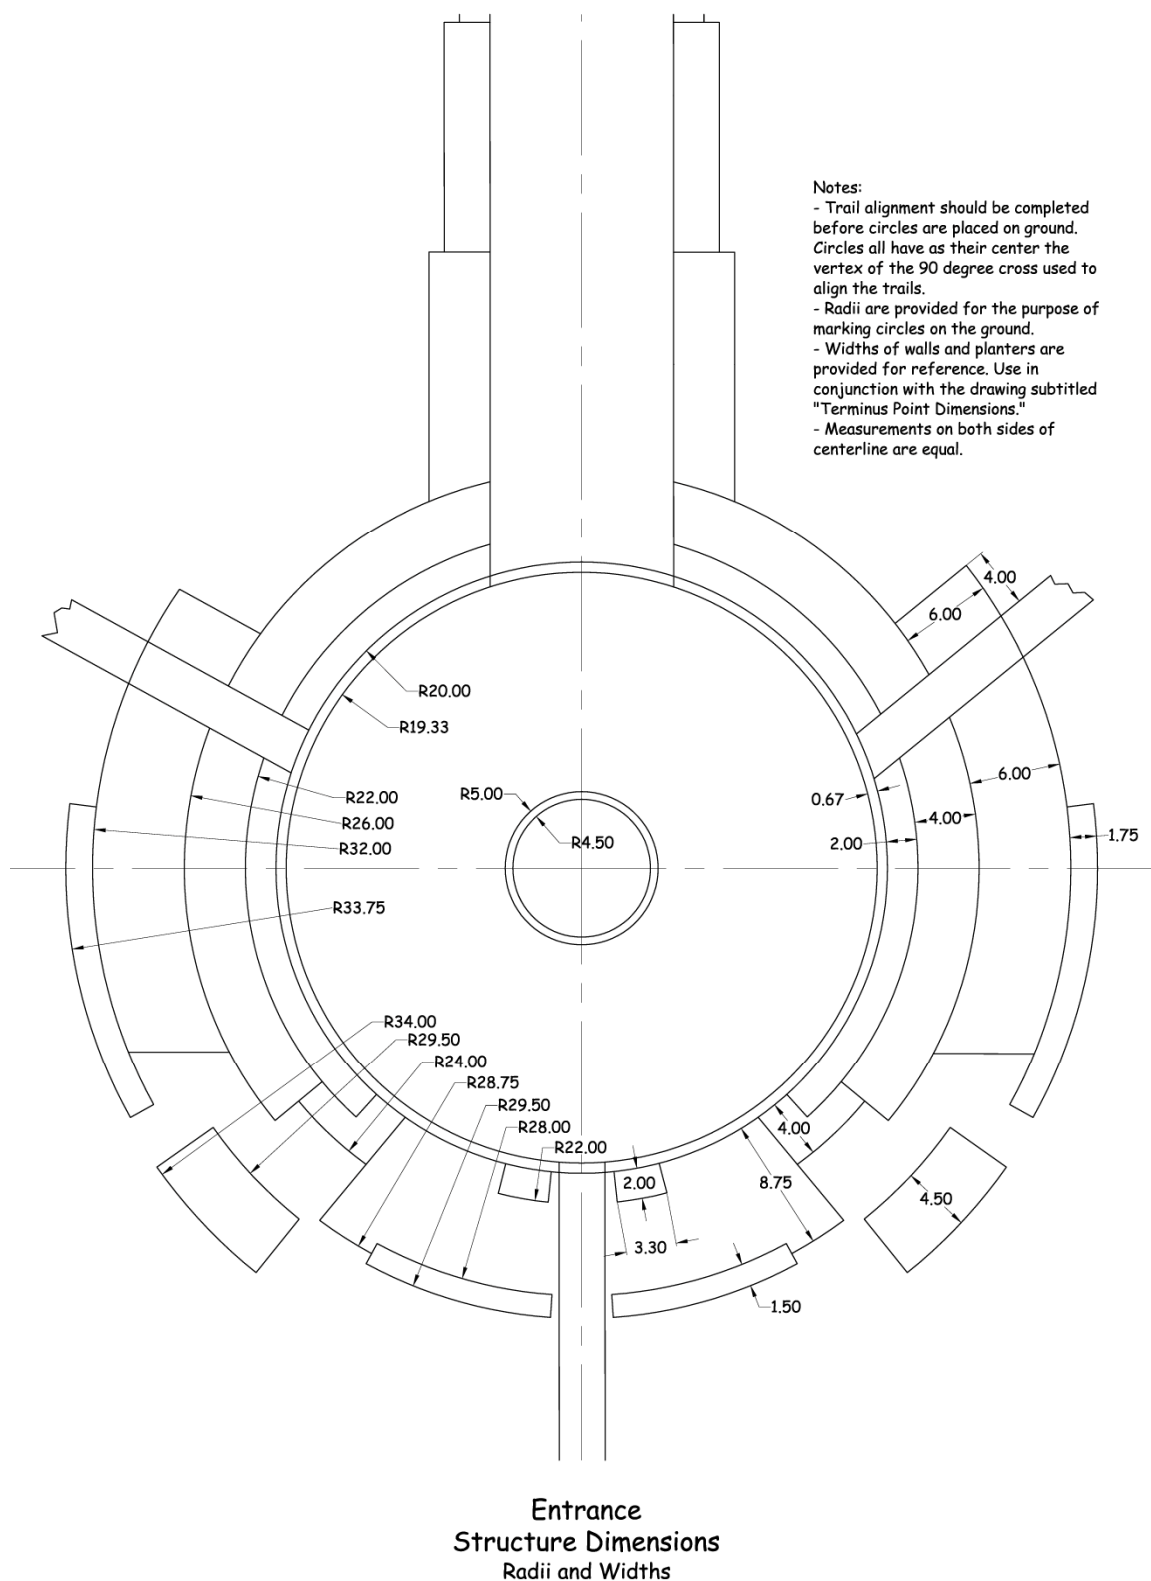 Notes:
- Trail alignment should be completed
before circles are placed on ground.
Circles all have as their center the
vertex of the 90 degree cross used to
align the trails.
- Radii are provided for the purpose of
marking circles on the ground.
- Widths of walls and planters are
provided for reference. Use in
conjunction with the drawing subtitled
"Terminus Point Dimensions."
- Measurements on both sides of
centerline are equal.
4.00
6.00
R20.00
R19.33
6.00
R22.00
R5.00
0.67
R26.00
4.00
R4.50
2.00
1.75
R32.00
R33.75
R34.00
R29.50
R24.00
R28.75
R29.50
R28.00
4.00
R22.00
2.00
8.75
4.50
3.30
1.50
Entrance
Structure Dimensions
Radii and Widths